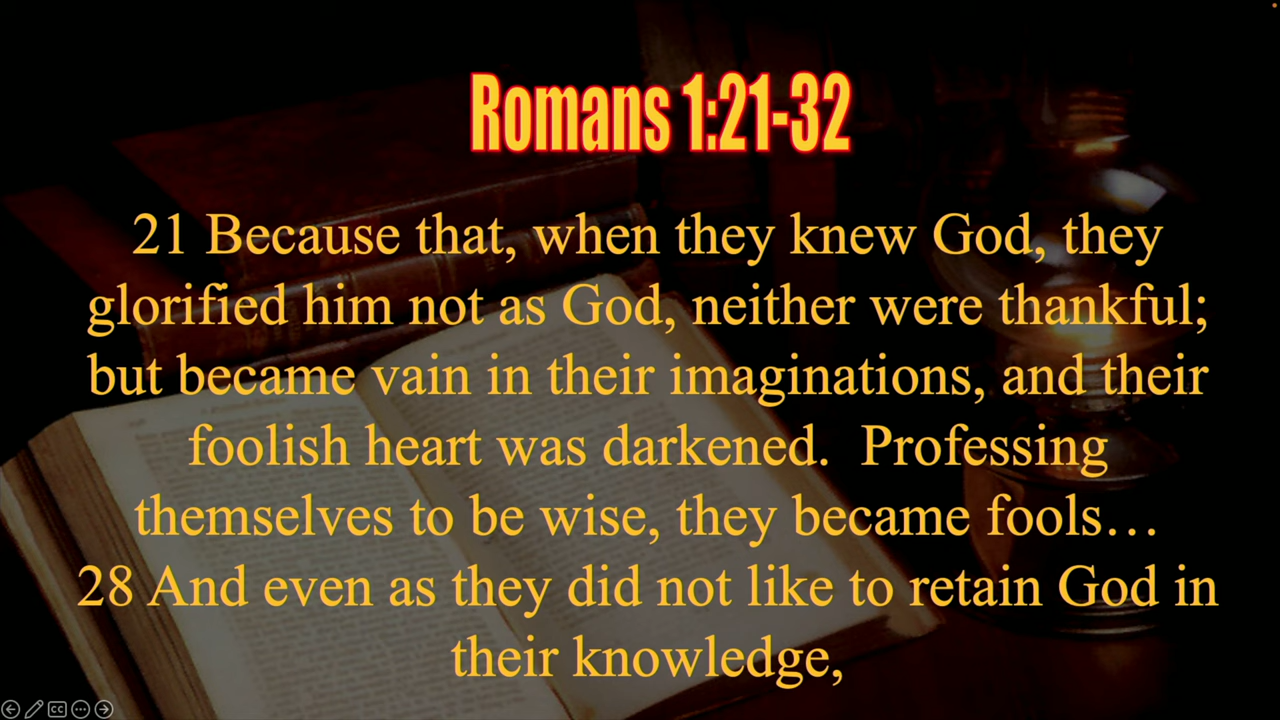 Romans 1:21-32
21 Because that, when they knew God, they
glorified him not as God, neither were thankful;
but became vain in their imaginations, and their
foolish heart was darkened.  Professing
themselves to be wise, they became fools…
28 And even as they did not like to retain God in
their knowledge,
CC